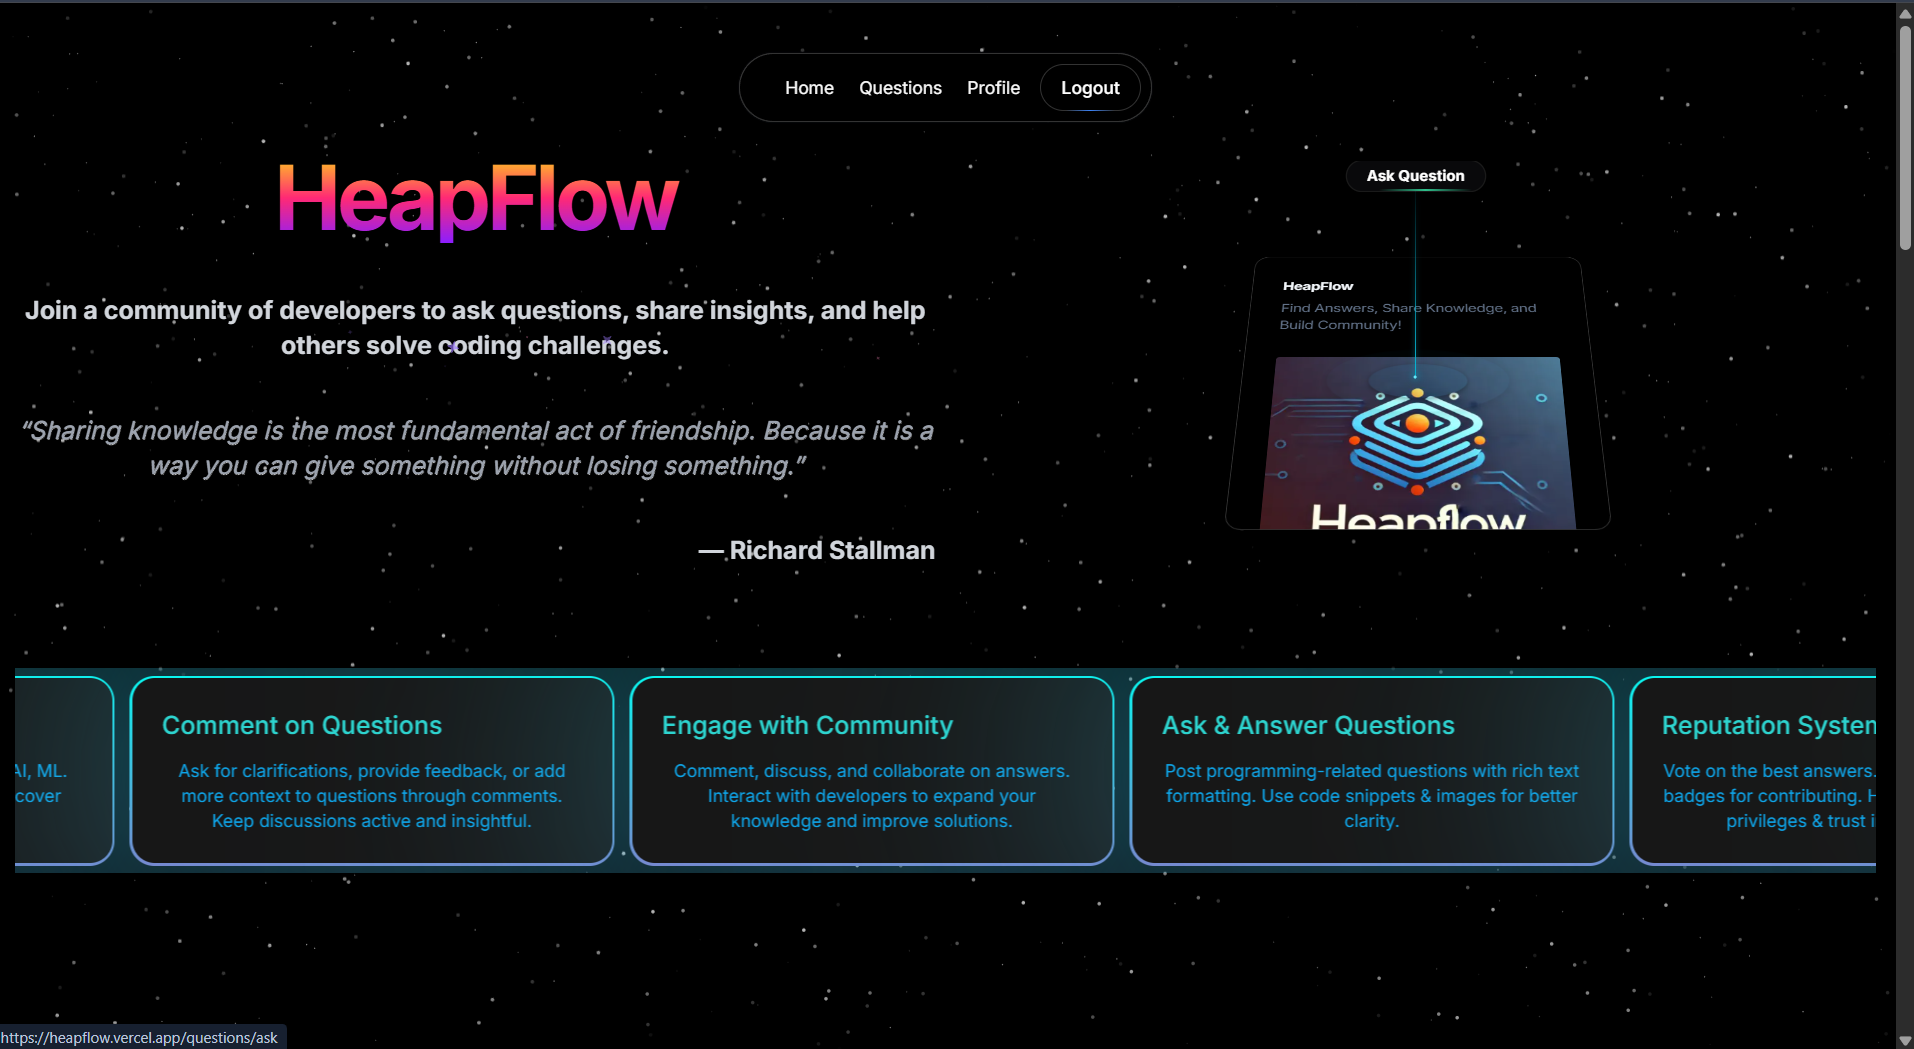 Home Questions Profile Logout
HeapFlow
Join a community of developers to ask questions, share insights, and help
others solve coding challenges.
“Sharing knowledge is the most fundamental act of friendship. Because it is a
way you can give something without losing something.”
— Richard Stallman
Ask Question
HeapFlow
Find Answers, Share Knowledge, and
Build Community!
Heapflow
AI, ML.
cover
Comment on Questions
Ask for clarifications, provide feedback, or add
more context to questions through comments.
Keep discussions active and insightful.
Engage with Community
Comment, discuss, and collaborate on answers.
Interact with developers to expand your
knowledge and improve solutions.
Ask & Answer Questions
Post programming-related questions with rich text
formatting. Use code snippets & images for better
clarity.
Reputation System
Vote on the best answers.
badges for contributing.
privileges & trust
https://heapflow.vercel.app/questions/ask